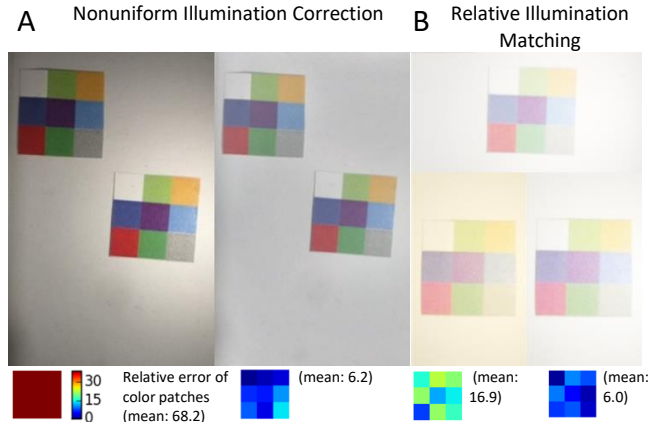 A
Nonuniform Illumination Correction
B
Relative Illumination
Matching
30
15
0
Relative error of
color patches
(mean: 68.2)
(mean: 6.2)
(mean:
16.9)
(mean:
6.0)